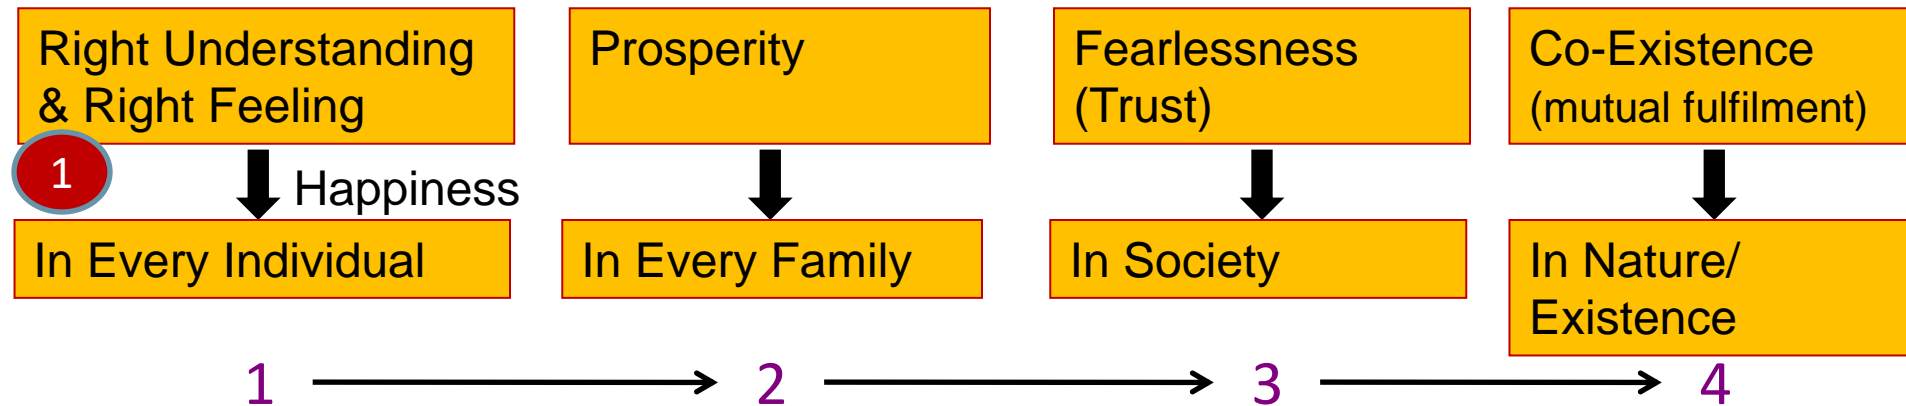 Right Understanding
& Right Feeling
Prosperity
Fearlessness
(Trust)
Co-Existence
(mutual fulfilment)
1
Happiness
In Every Individual
In Every Family
In Society
In Nature/
Existence
1
2
3
4